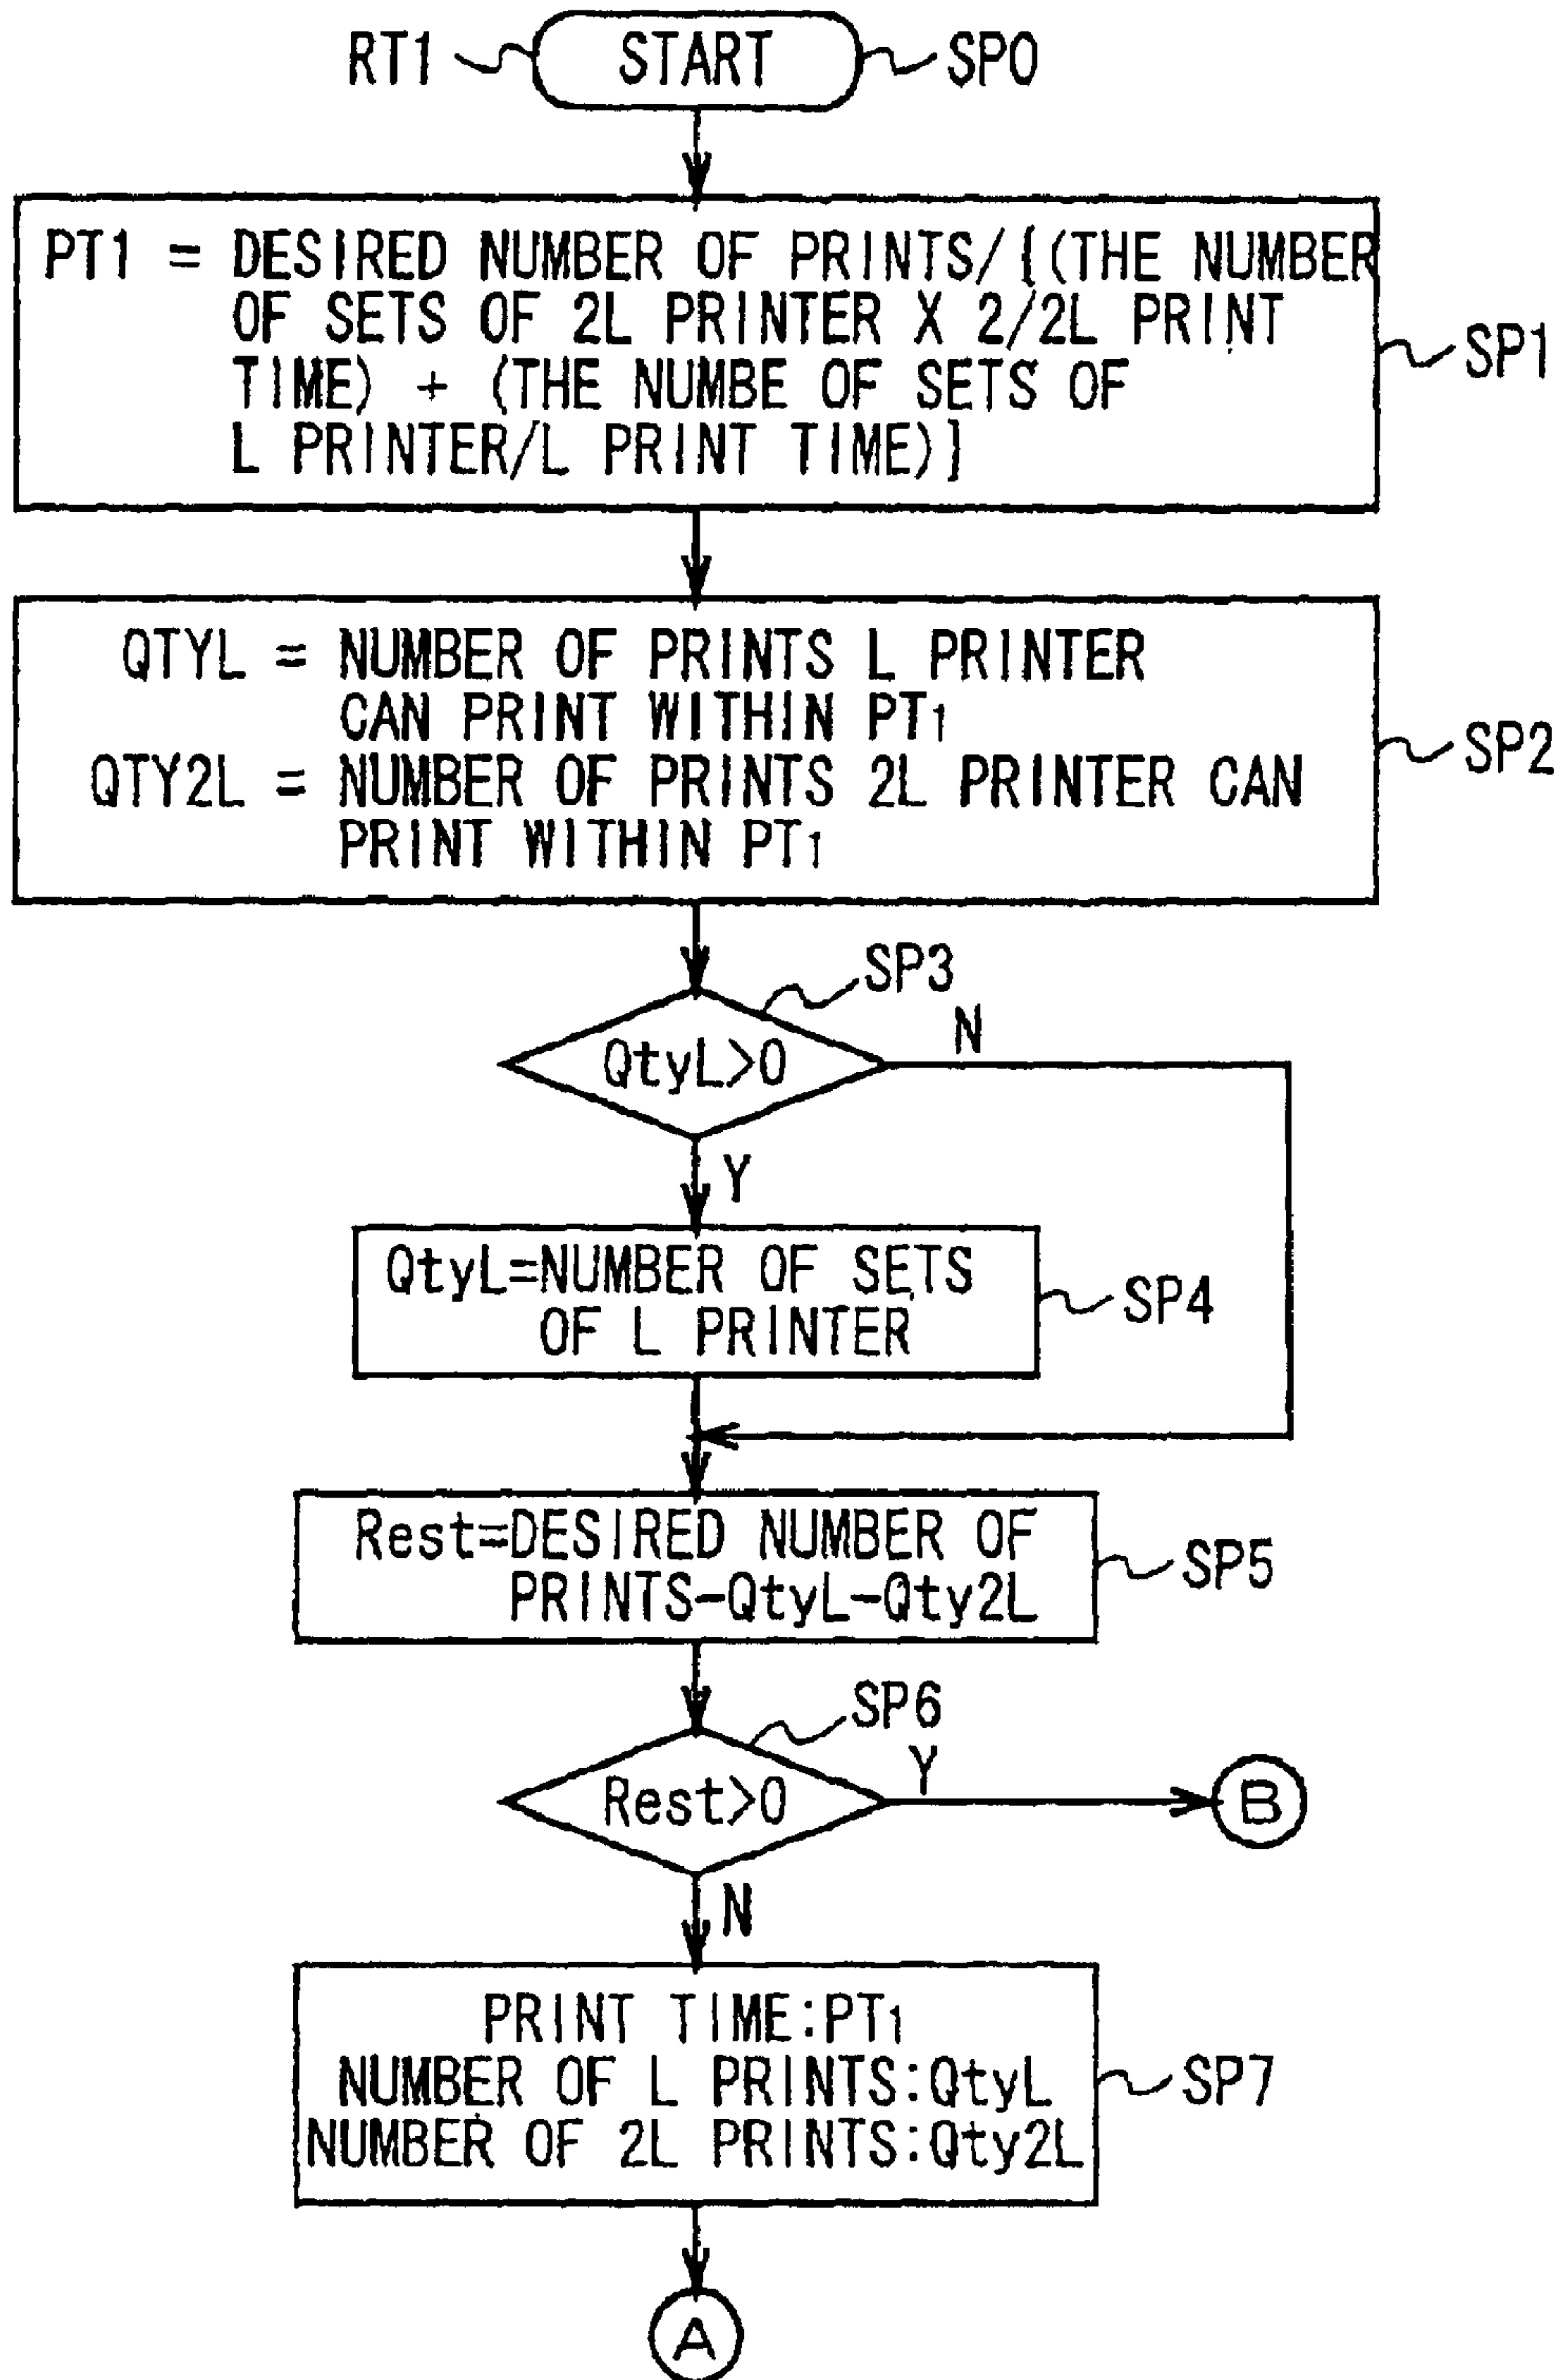 RT1 START SP0
PT1 = DESIRED NUMBER OF PRINTS/[(THE NUMBER
OF SETS OF 2L PRINTER X 2/2L PRINT
TIME) + (THE NUMBE OF SETS OF
L PRINTER/L PRINT TIME)]
SP1
QTYL = NUMBER OF PRINTS L PRINTER
CAN PRINT WITHIN PT1
QTY2L = NUMBER OF PRINTS 2L PRINTER CAN
PRINT WITHIN PT1
SP2
SP3
QtyL>0
N
Y
QtyL=NUMBER OF SETS
OF L PRINTER
SP4
Rest=DESIRED NUMBER OF
PRINTS-QtyL-Qty2L
SP5
SP6
Rest>0
Y
B
N
PRINT TIME:PT1
NUMBER OF L PRINTS:QtyL
NUMBER OF 2L PRINTS:Qty2L
SP7
A